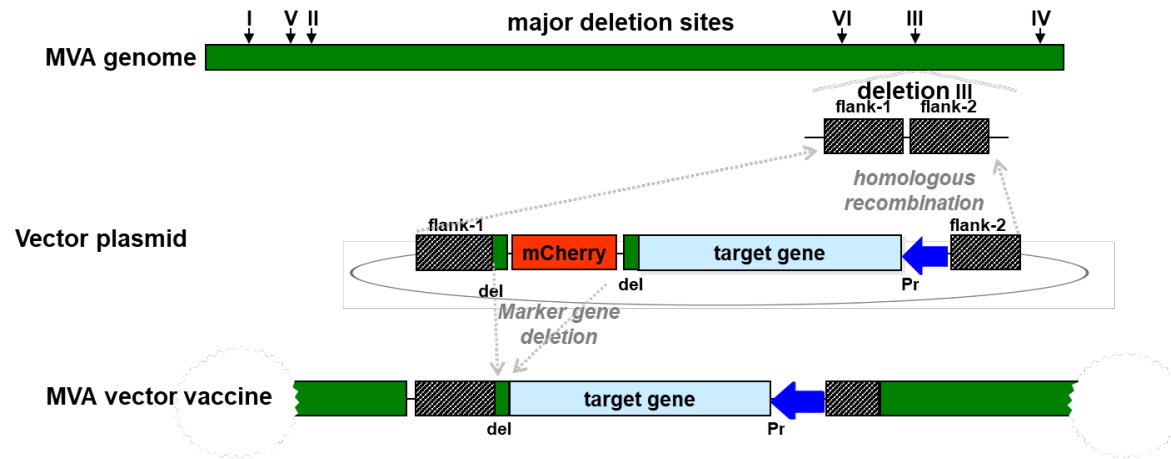 I V II major deletion sites VI III IV
MVA genome
deletion III
flank-1 flank-2
homologous
recombination
Vector plasmid
flank-1 flank-2
mCherry target gene
del del Pr
Marker gene
deletion
MVA vector vaccine
target gene
del Pr